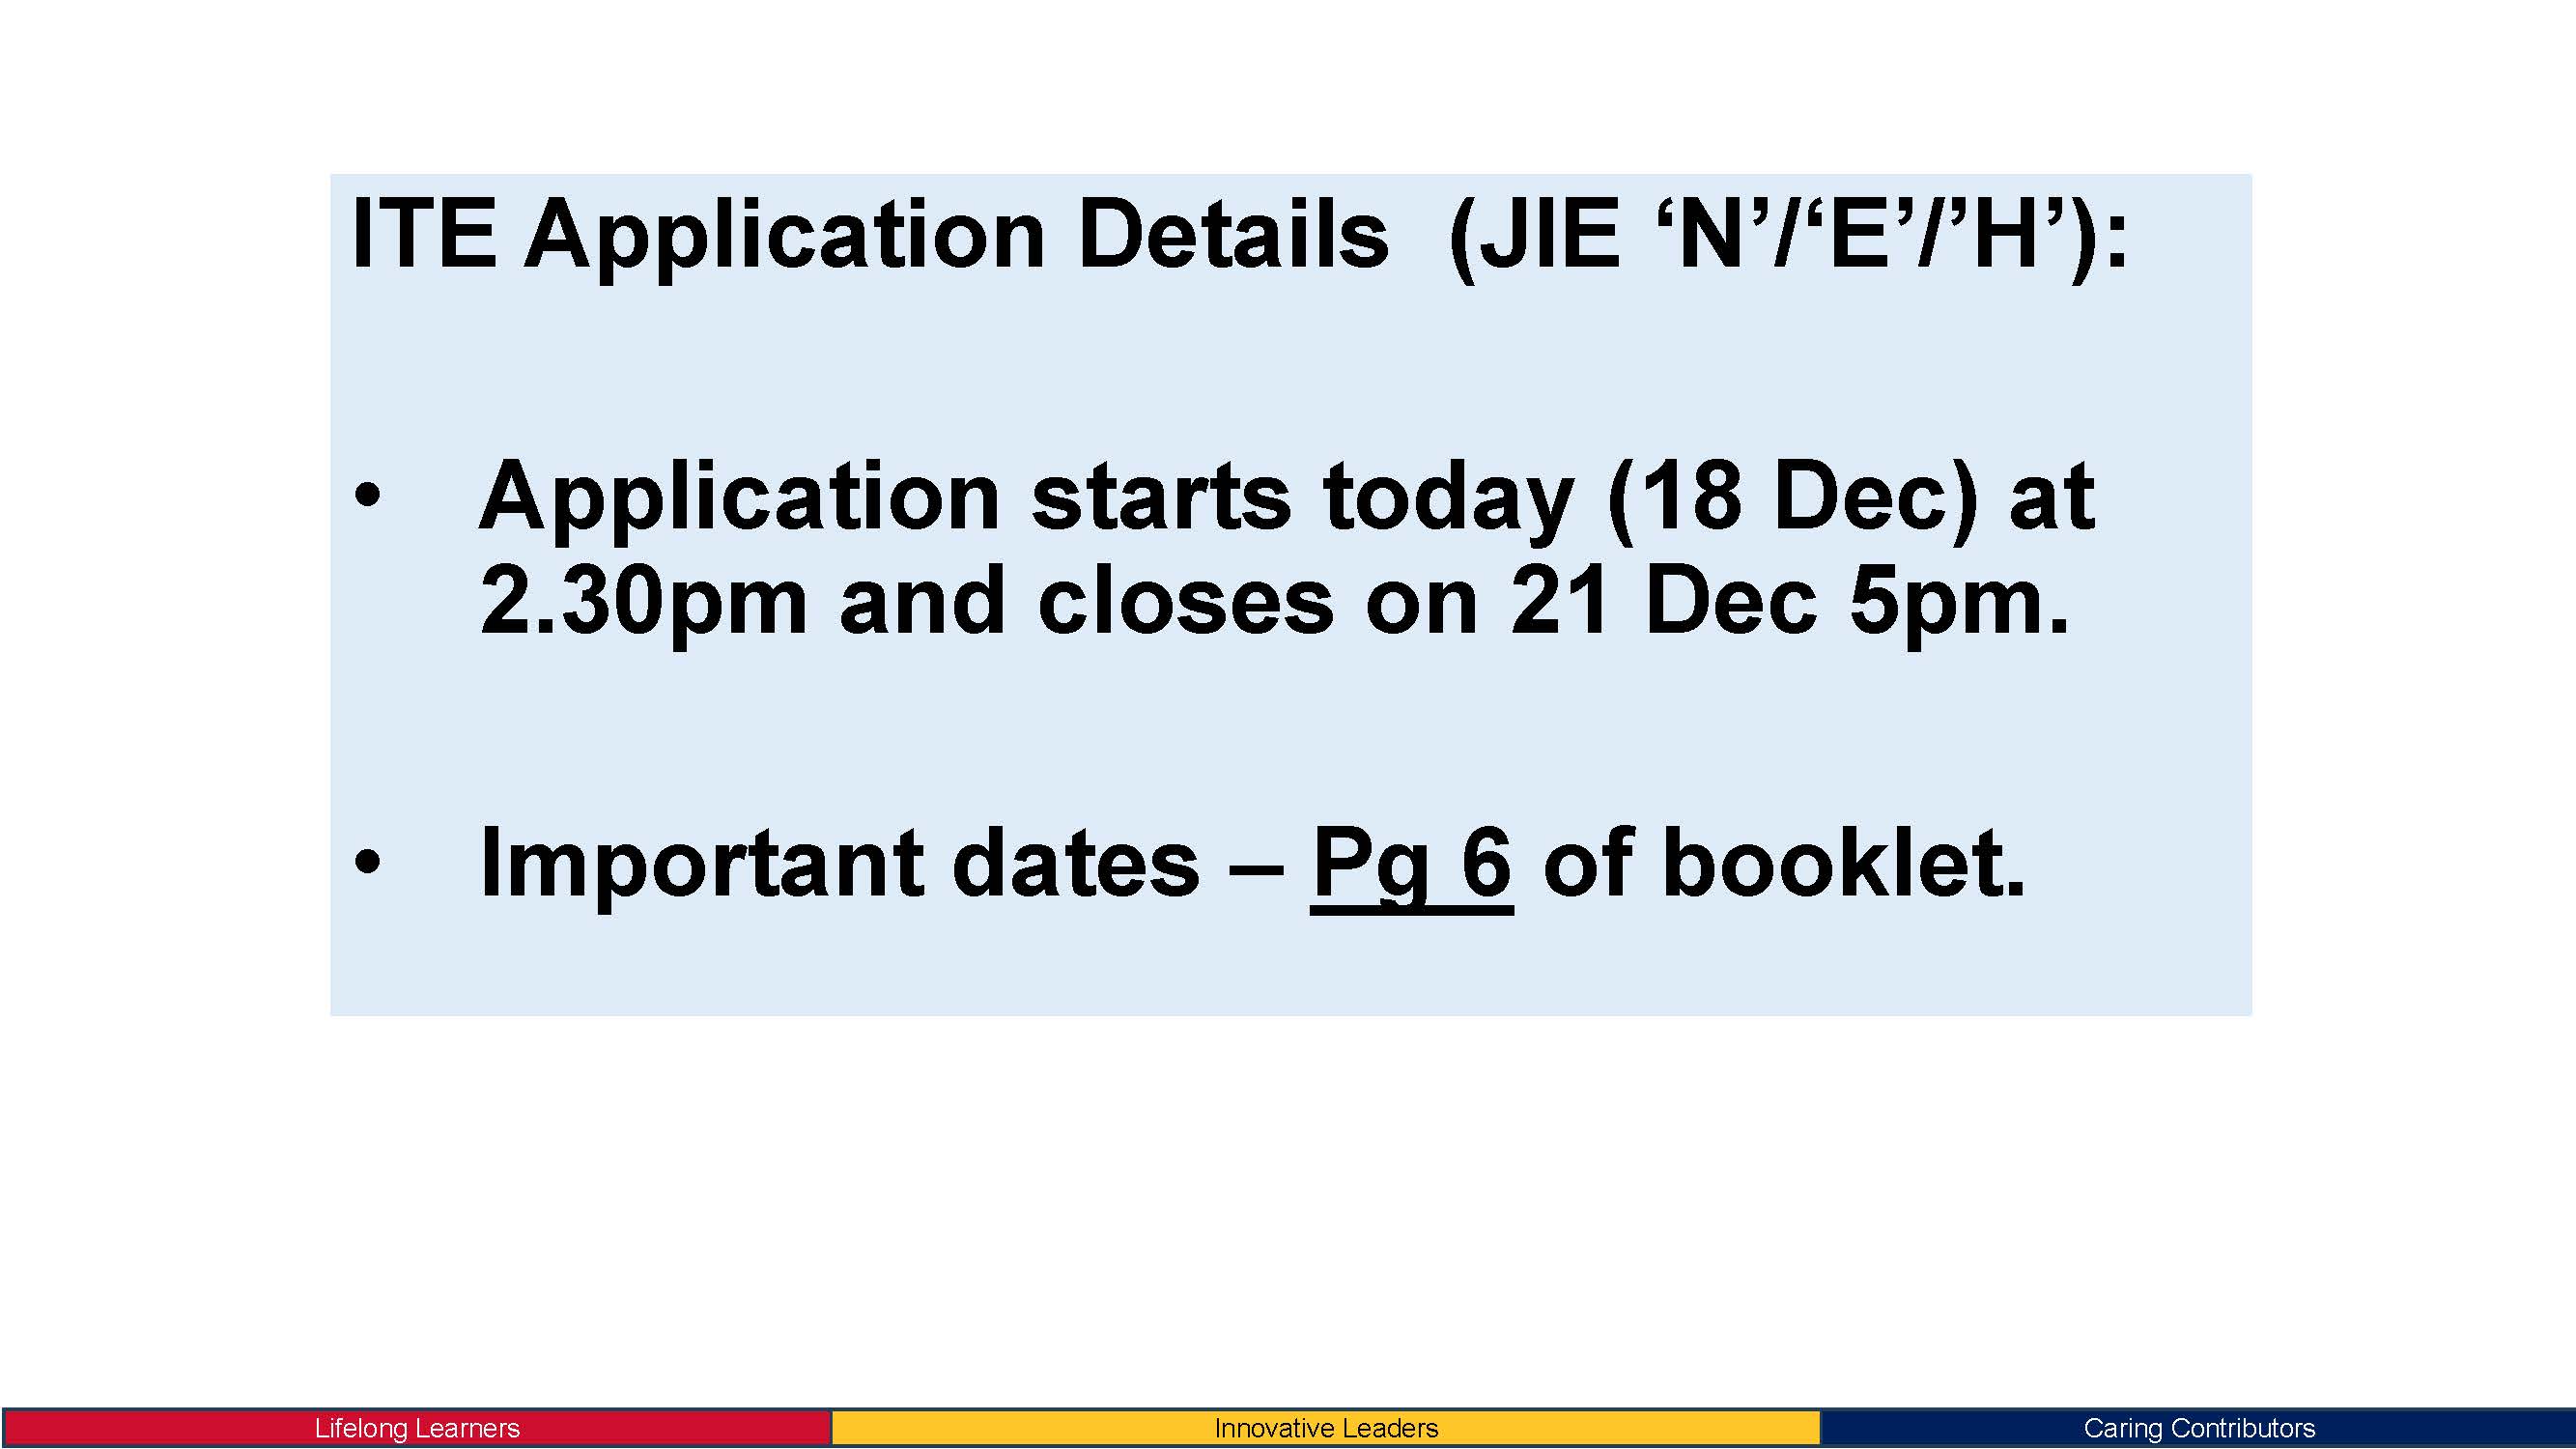 ITE Application Details  (JIE ‘N’/‘E’/’H’):
• Application starts today (18 Dec) at
2.30pm and closes on 21 Dec 5pm.
• Important dates – Pg 6 of booklet.
Lifelong Learners
Innovative Leaders
Caring Contributors